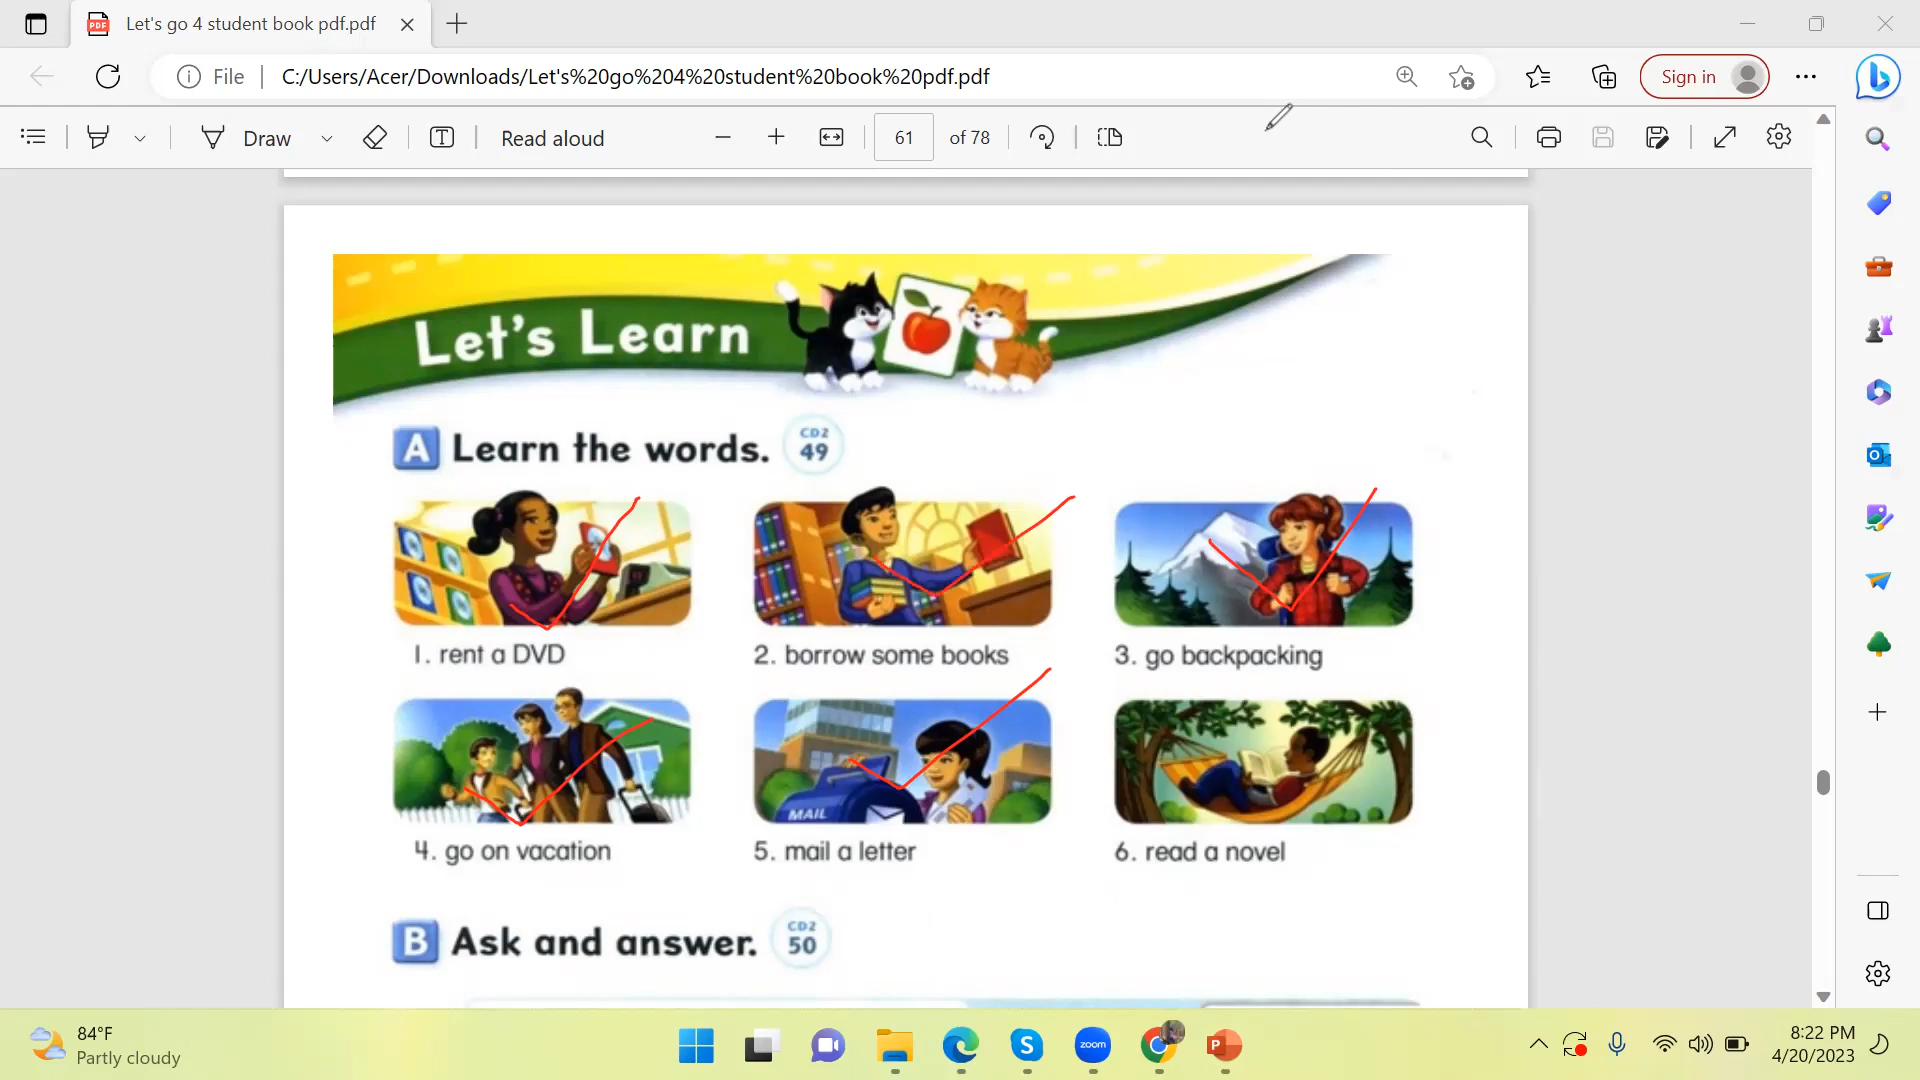 Let's go 4 student book pdf.pdf
File C:/Users/Acer/Downloads/Let's%20go%204%20student%20book%20pdf.pdf
Sign in
Draw
Read aloud
61 of 78
Let's Learn
A Learn the words. CD2 49
1. rent a DVD
2. borrow some books
3. go backpacking
MAIL
4. go on vacation
5. mail a letter
6. read a novel
B Ask and answer. CD2 50
84°F
Partly cloudy
zoom
8:22 PM
4/20/2023